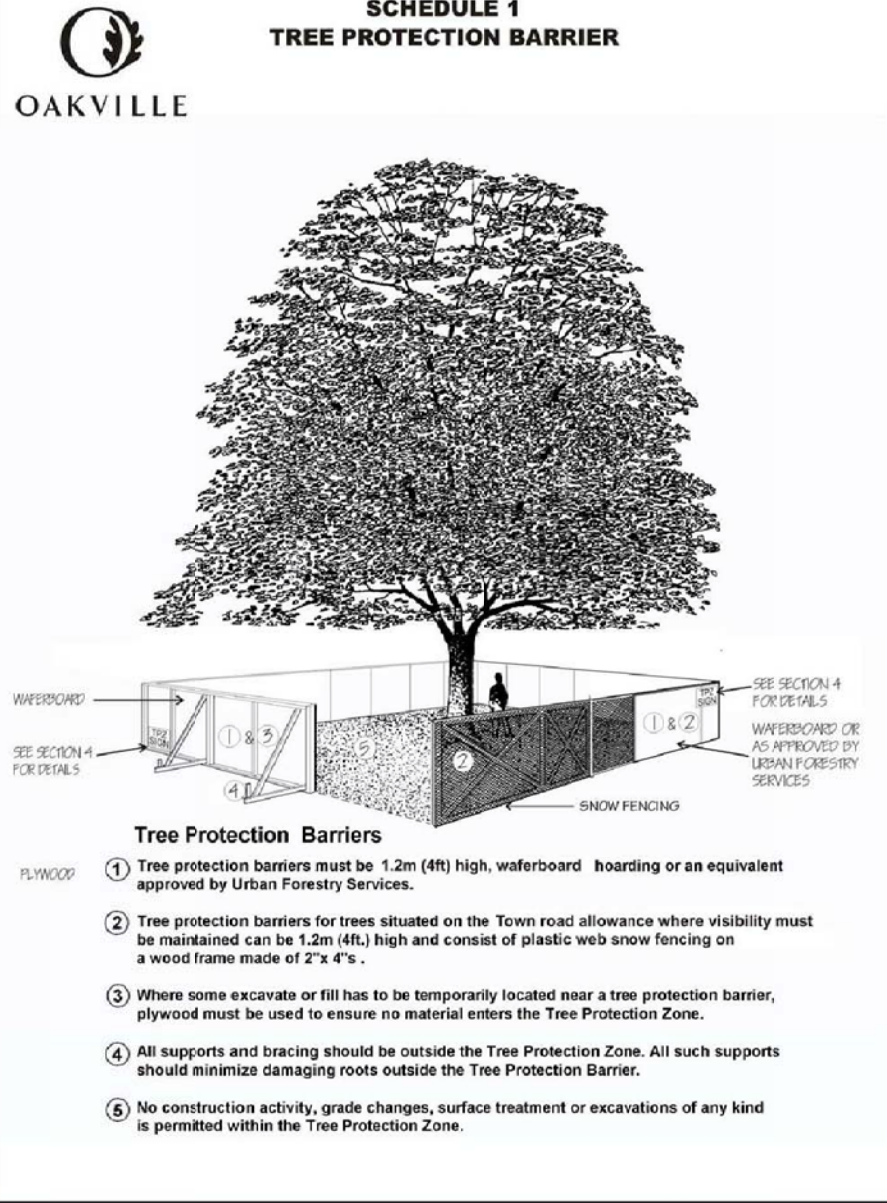 SCHEDULE 1
TREE PROTECTION BARRIER
OAKVILLE
WAFERBOARD
SEE SECTION 4
FOR DETAILS
TPZ
SIGN
1 & 3
4
5
2
1 & 2
TPZ
SIGN
SEE SECTION 4
FOR DETAILS
WAFERBOARD OR
AS APPROVED BY
URBAN FORESTRY
SERVICES
SNOW FENCING
Tree Protection Barriers
PLYWOOD
1 Tree protection barriers must be 1.2m (4ft) high, waferboard hoarding or an equivalent
approved by Urban Forestry Services.
2 Tree protection barriers for trees situated on the Town road allowance where visibility must
be maintained can be 1.2m (4ft.) high and consist of plastic web snow fencing on
a wood frame made of 2"x 4"s .
3 Where some excavate or fill has to be temporarily located near a tree protection barrier,
plywood must be used to ensure no material enters the Tree Protection Zone.
4 All supports and bracing should be outside the Tree Protection Zone. All such supports
should minimize damaging roots outside the Tree Protection Barrier.
5 No construction activity, grade changes, surface treatment or excavations of any kind
is permitted within the Tree Protection Zone.